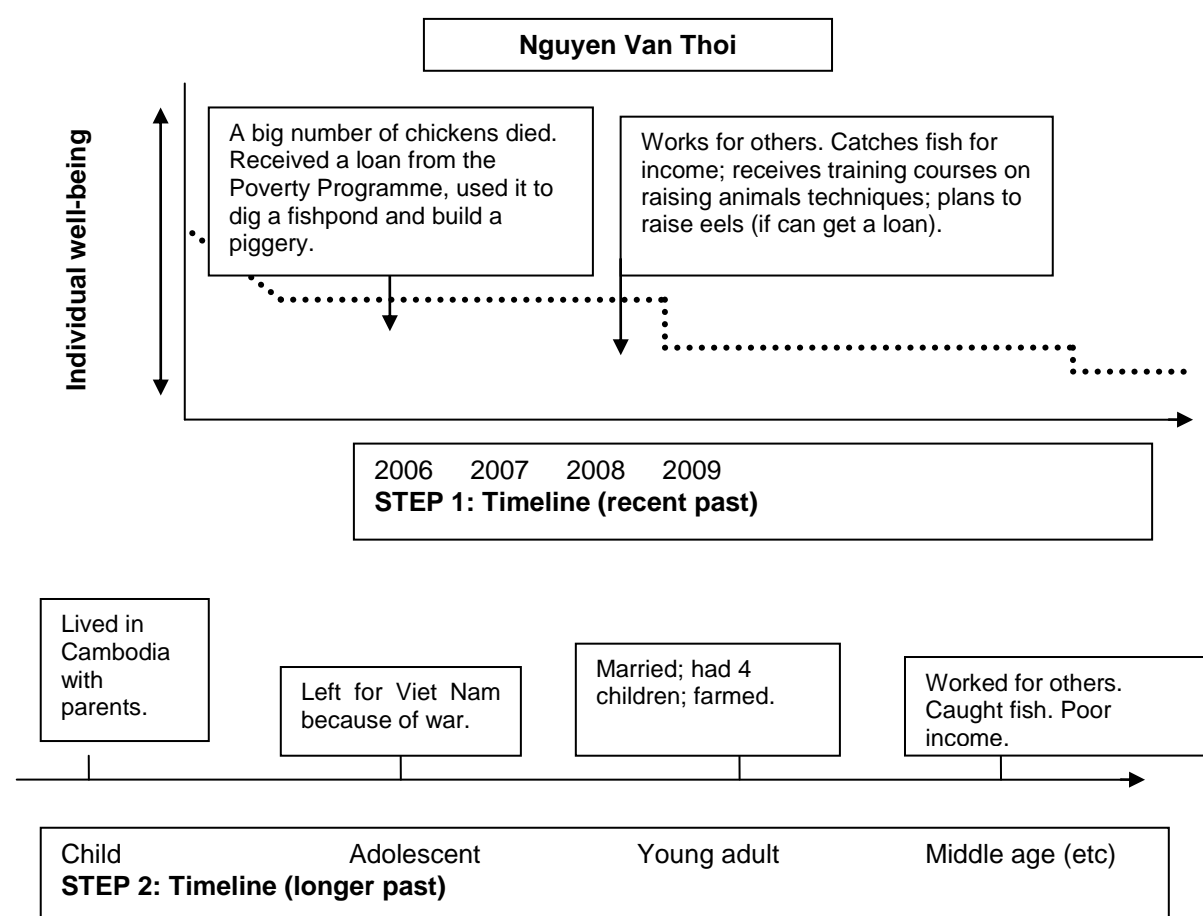 Nguyen Van Thoi
Individual well-being
A big number of chickens died.
Received a loan from the
Poverty Programme, used it to
dig a fishpond and build a
piggery.
Works for others. Catches fish for
income; receives training courses on
raising animals techniques; plans to
raise eels (if can get a loan).
2006 2007 2008 2009
STEP 1: Timeline (recent past)
Lived in
Cambodia
with
parents.
Left for Viet Nam
because of war.
Married; had 4
children; farmed.
Worked for others.
Caught fish. Poor
income.
Child Adolescent Young adult Middle age (etc)
STEP 2: Timeline (longer past)